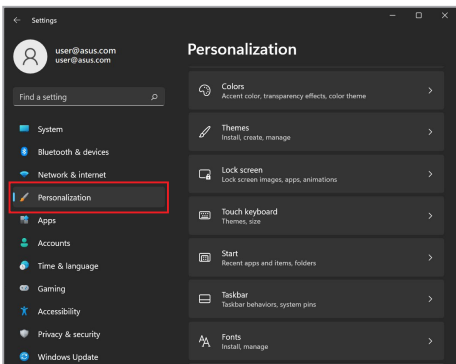 Settings
user@asus.com
user@asus.com
Find a setting
System
Bluetooth & devices
Network & internet
Personalization
Apps
Accounts
Time & language
Gaming
Accessibility
Privacy & security
Windows Update
Personalization
Colors
Accent color, transparency effects, color theme
Themes
Install, create, manage
Lock screen
Lock screen images, apps, animations
Touch keyboard
Themes, size
Start
Recent apps and items, folders
Taskbar
Taskbar behaviors, system pins
Fonts
Install, manage